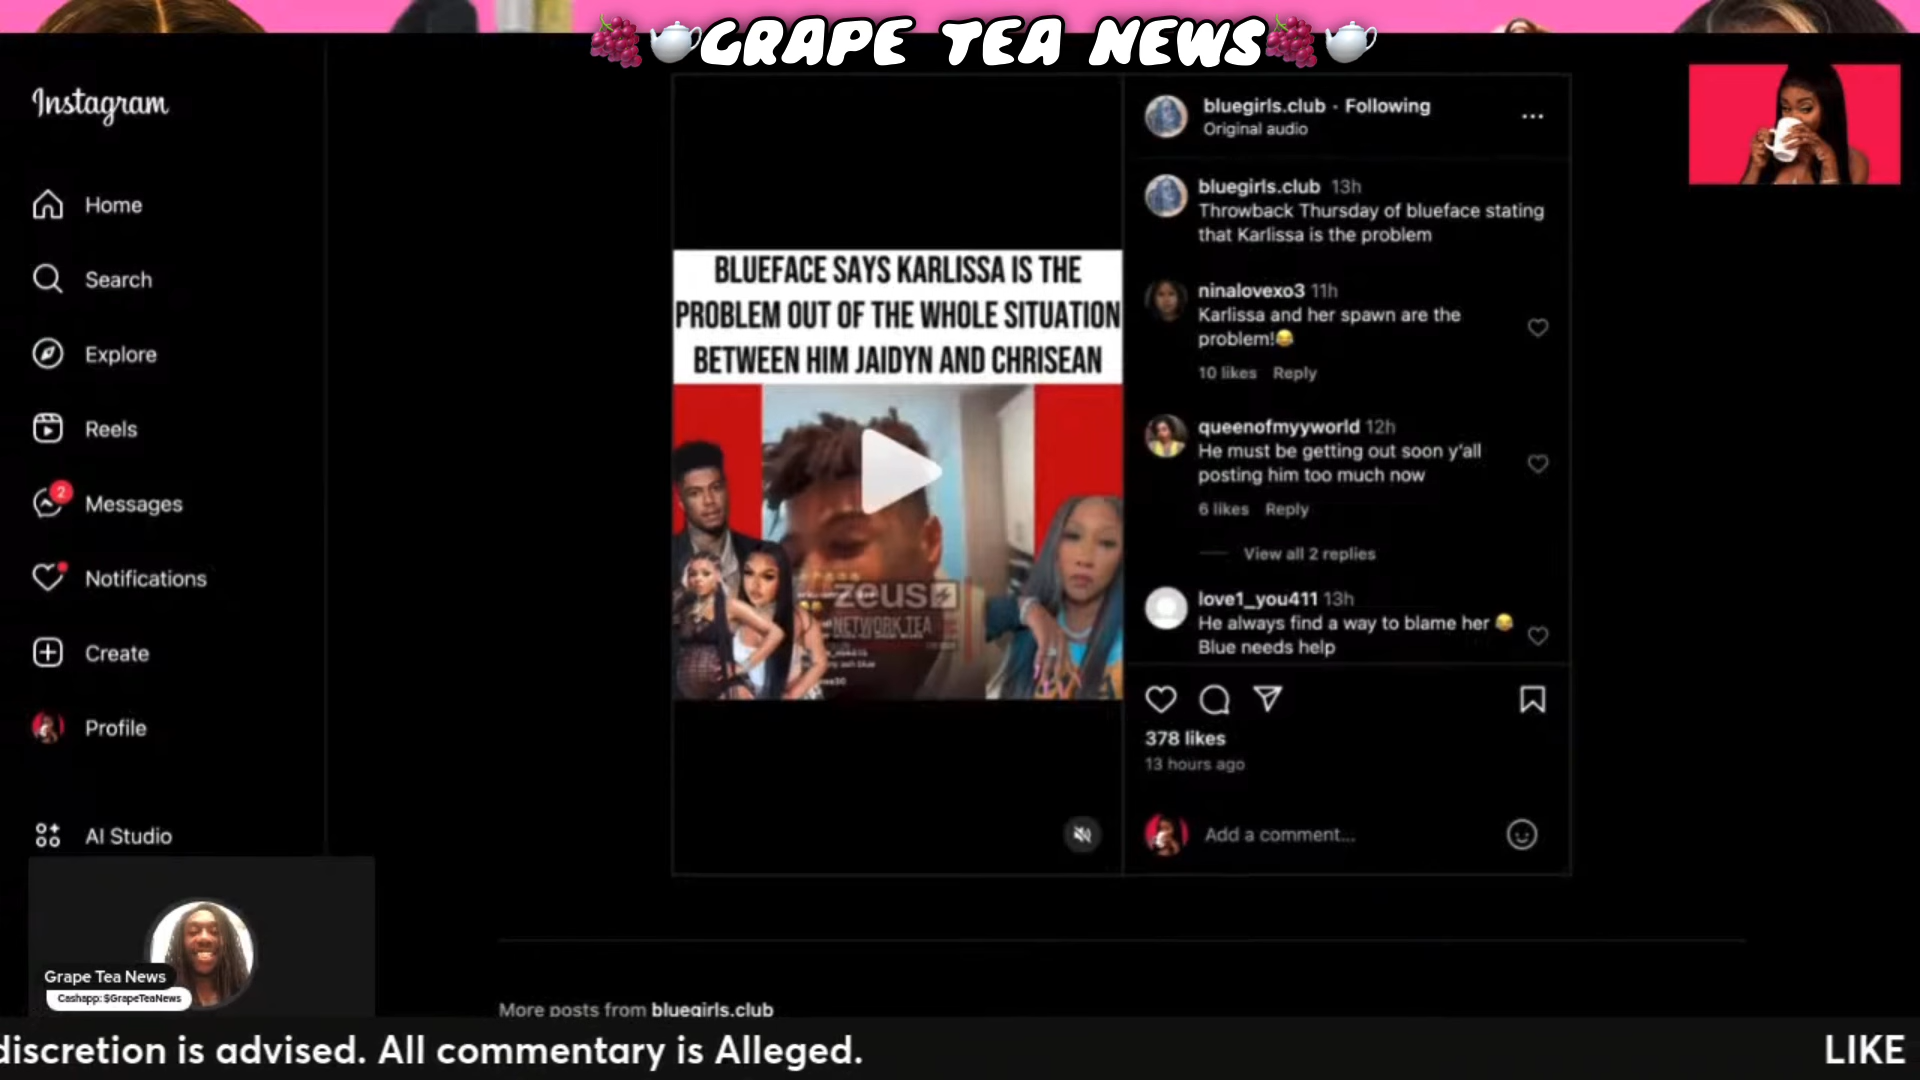 GRAPE TEA NEWS
Instagram
Home
Search
Explore
Reels
2
Messages
Notifications
Create
Profile
AI Studio
Grape Tea News
Cashapp: $GrapeTeaNews
BLUEFACE SAYS KARLISSA IS THE
PROBLEM OUT OF THE WHOLE SITUATION
BETWEEN HIM JAIDYN AND CHRISEAN
zeus
NETWORK TEA
bluegirls.club · Following
Original audio
bluegirls.club 13h
Throwback Thursday of blueface stating
that Karlissa is the problem
ninalovexo3 11h
Karlissa and her spawn are the
problem!😂
10 likes Reply
queenofmyyworld 12h
He must be getting out soon y'all
posting him too much now
6 likes Reply
View all 2 replies
love1_you411 13h
He always find a way to blame her 😂
Blue needs help
378 likes
13 hours ago
Add a comment...
More posts from bluegirls.club
discretion is advised. All commentary is Alleged.
LIKE